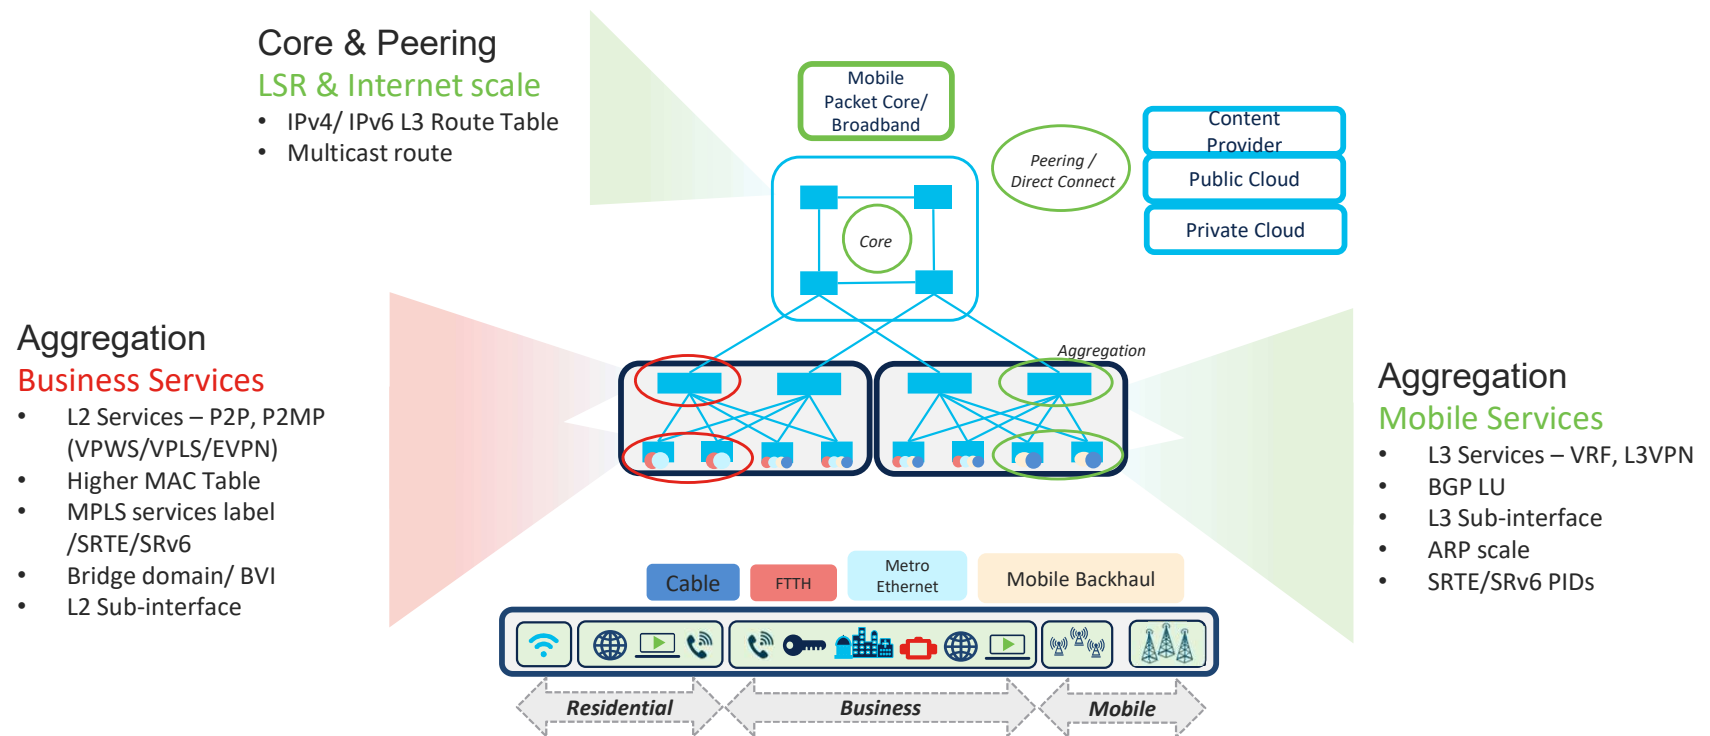 Core & Peering
LSR & Internet scale
• IPv4/ IPv6 L3 Route Table
• Multicast route
Mobile
Packet Core/
Broadband
Peering /
Direct Connect
Content
Provider
Public Cloud
Private Cloud
Core
Aggregation
Aggregation
Business Services
• L2 Services – P2P, P2MP
(VPWS/VPLS/EVPN)
• Higher MAC Table
• MPLS services label
/SRTE/SRv6
• Bridge domain/ BVI
• L2 Sub-interface
Aggregation
Mobile Services
• L3 Services – VRF, L3VPN
• BGP LU
• L3 Sub-interface
• ARP scale
• SRTE/SRv6 PIDs
Cable
FTTH
Metro
Ethernet
Mobile Backhaul
Residential
Business
Mobile